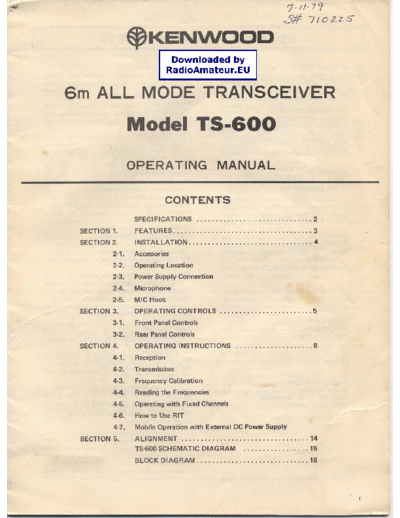 7-11-79
S# 710225
KENWOOD
Downloaded by
RadioAmateur.EU
6m ALL MODE TRANSCEIVER
Model TS-600
OPERATING MANUAL
CONTENTS
SPECIFICATIONS ............................ 2
SECTION 1. FEATURES ................................. 3
SECTION 2. INSTALLATION ............................. 4
2-1. Accessories
2-2. Operating Location
2-3. Power Supply Connection
2-4. Microphone
2-5. MIC Hook
SECTION 3. OPERATING CONTROLS ...................... 5
3-1. Front Panel Controls
3-2. Rear Panel Controls
SECTION 4. OPERATING INSTRUCTIONS ................... 8
4-1. Reception
4-2. Transmission
4-3. Frequency Calibration
4-4. Reading the Frequencies
4-5. Operating with Fixed Channels
4-6. How to Use RIT
4-7. Mobile Operation with External DC Power Supply
SECTION 5. ALIGNMENT ............................... 14
TS-600 SCHEMATIC DIAGRAM ................ 15
BLOCK DIAGRAM ........................... 16
1